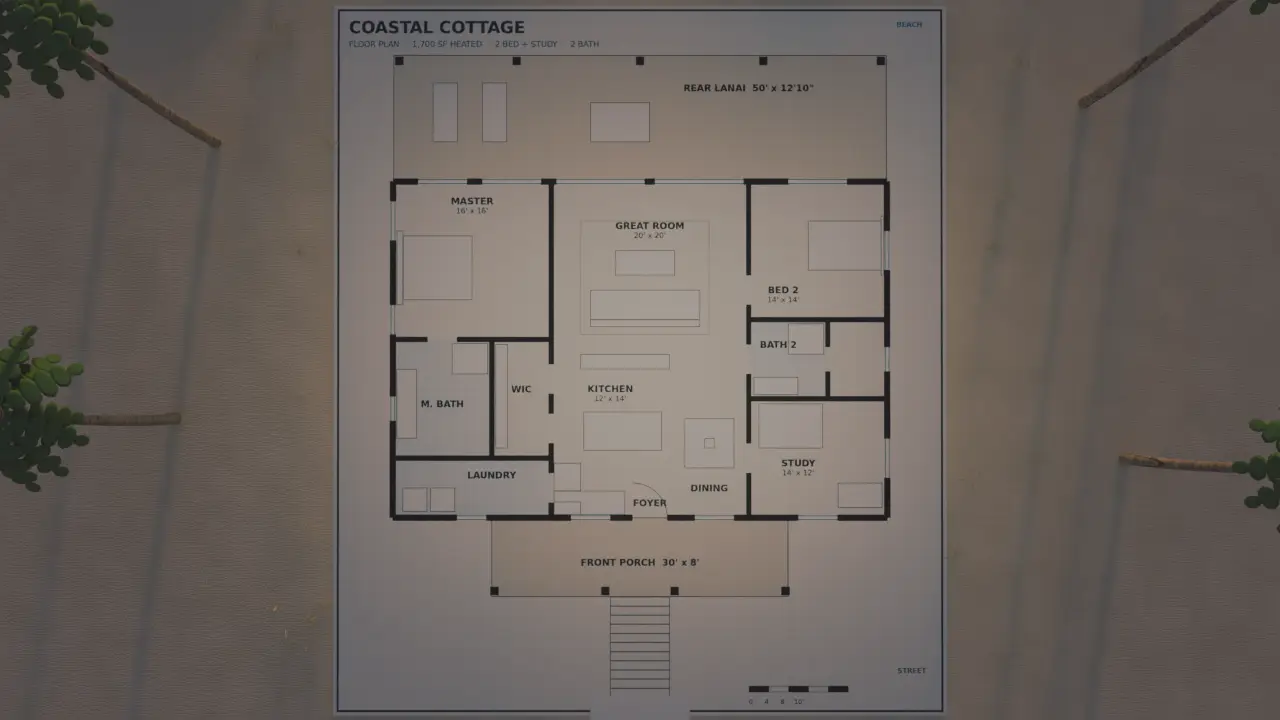 COASTAL COTTAGE
BEACH
FLOOR PLAN 1,700 SF HEATED 2 BED + STUDY 2 BATH
REAR LANAI 50' x 12'10"
MASTER
16' x 16'
GREAT ROOM
20' x 20'
BED 2
14' x 14'
BATH 2
WIC
KITCHEN
12' x 14'
M. BATH
STUDY
14' x 12'
LAUNDRY
DINING
FOYER
FRONT PORCH 30' x 8'
STREET
0 4 8 12'